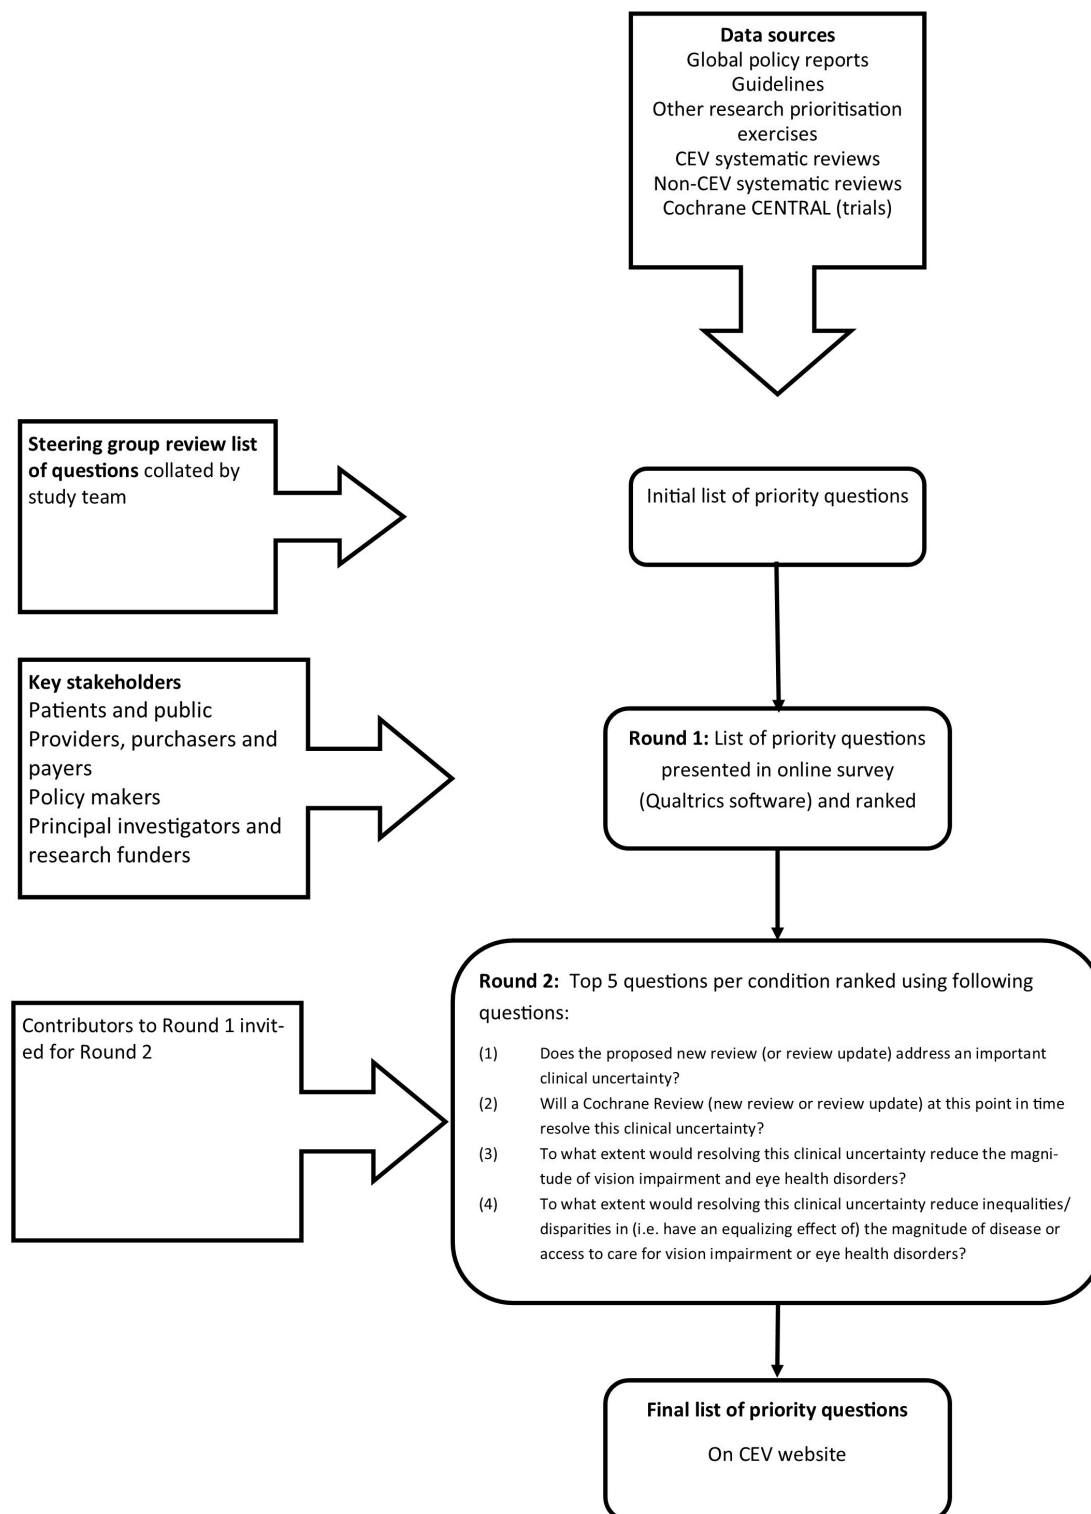 Data sources
Global policy reports
Guidelines
Other research prioritisation
exercises
CEV systematic reviews
Non-CEV systematic reviews
Cochrane CENTRAL (trials)
Steering group review list
of questions collated by
study team
Initial list of priority questions
Key stakeholders
Patients and public
Providers, purchasers and
payers
Policy makers
Principal investigators and
research funders
Round 1: List of priority questions
presented in online survey
(Qualtrics software) and ranked
Contributors to Round 1 invit-
ed for Round 2
Round 2: Top 5 questions per condition ranked using following
questions:
(1) Does the proposed new review (or review update) address an important
clinical uncertainty?
(2) Will a Cochrane Review (new review or review update) at this point in time
resolve this clinical uncertainty?
(3) To what extent would resolving this clinical uncertainty reduce the magni-
tude of vision impairment and eye health disorders?
(4) To what extent would resolving this clinical uncertainty reduce inequalities/
disparities in (i.e. have an equalizing effect of) the magnitude of disease or
access to care for vision impairment or eye health disorders?
Final list of priority questions
On CEV website